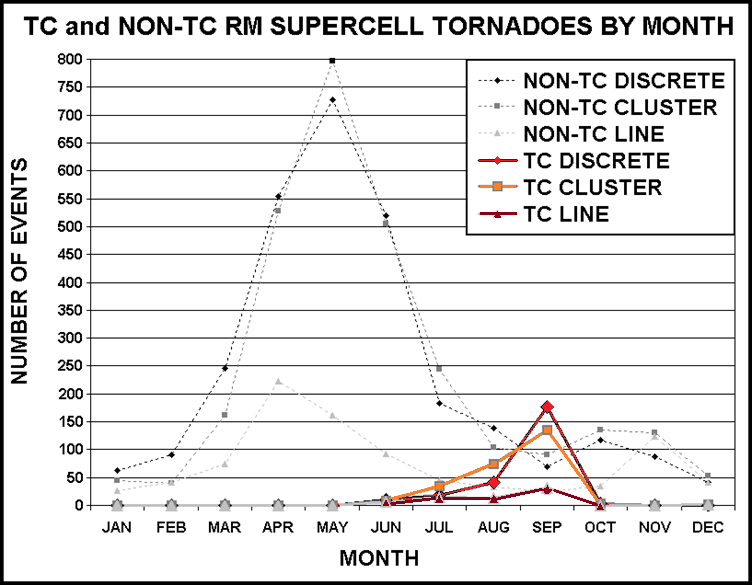 TC and NON-TC RM SUPERCELL TORNADOES BY MONTH
NUMBER OF EVENTS
800
750
700
650
600
550
500
450
400
350
300
250
200
150
100
50
0
NON-TC DISCRETE
NON-TC CLUSTER
NON-TC LINE
TC DISCRETE
TC CLUSTER
TC LINE
JAN FEB MAR APR MAY JUN JUL AUG SEP OCT NOV DEC
MONTH